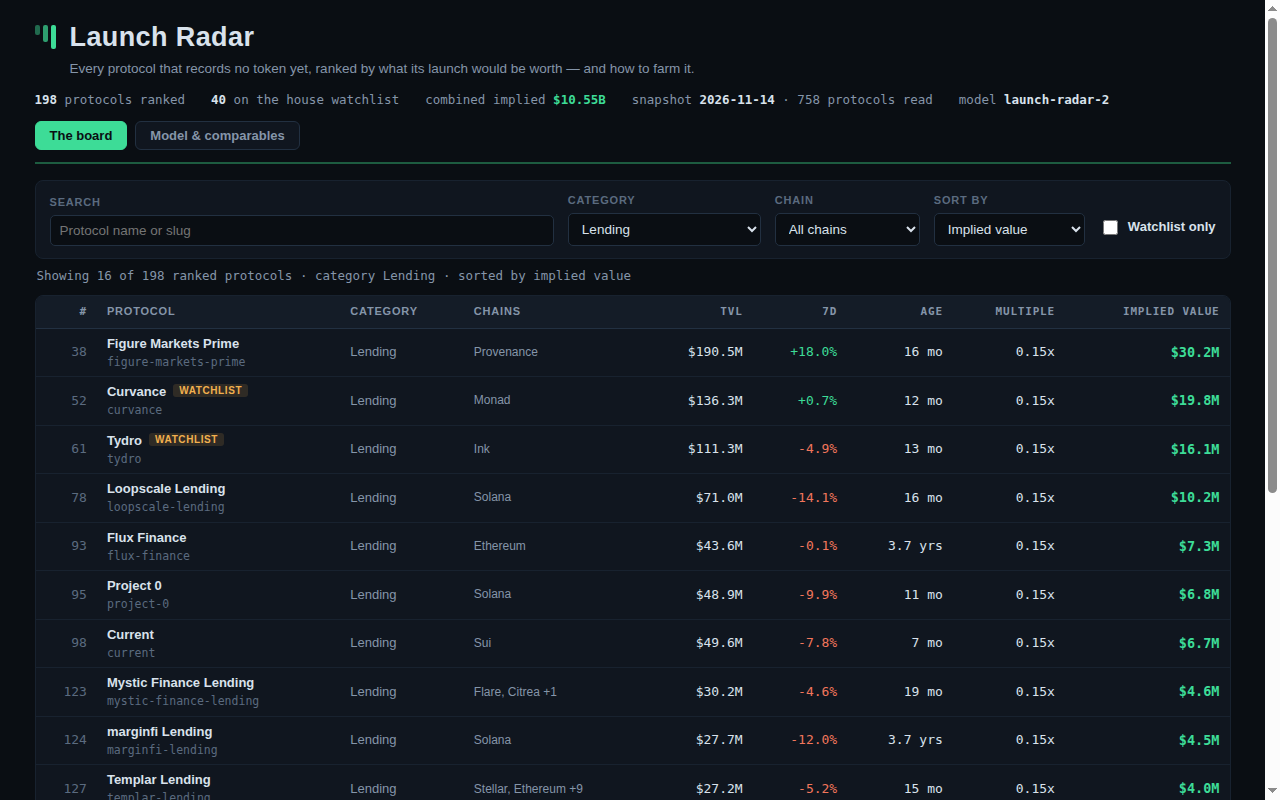 Launch Radar
Every protocol that records no token yet, ranked by what its launch would be worth — and how to farm it.
198 protocols ranked 40 on the house watchlist combined implied $10.55B snapshot 2026-11-14 · 758 protocols read model launch-radar-2
The board Model & comparables
SEARCH CATEGORY CHAIN SORT BY
Protocol name or slug Lending All chains Implied value Watchlist only
Showing 16 of 198 ranked protocols · category Lending · sorted by implied value
# PROTOCOL CATEGORY CHAINS TVL 7D AGE MULTIPLE IMPLIED VALUE
38 Figure Markets Prime Lending Provenance $190.5M +18.0% 16 mo 0.15x $30.2M
figure-markets-prime
52 Curvance WATCHLIST Lending Monad $136.3M +0.7% 12 mo 0.15x $19.8M
curvance
61 Tydro WATCHLIST Lending Ink $111.3M -4.9% 13 mo 0.15x $16.1M
tydro
78 Loopscale Lending Lending Solana $71.0M -14.1% 16 mo 0.15x $10.2M
loopscale-lending
93 Flux Finance Lending Ethereum $43.6M -0.1% 3.7 yrs 0.15x $7.3M
flux-finance
95 Project 0 Lending Solana $48.9M -9.9% 11 mo 0.15x $6.8M
project-0
98 Current Lending Sui $49.6M -7.8% 7 mo 0.15x $6.7M
current
123 Mystic Finance Lending Lending Flare, Citrea +1 $30.2M -4.6% 19 mo 0.15x $4.6M
mystic-finance-lending
124 marginfi Lending Lending Solana $27.7M -12.0% 3.7 yrs 0.15x $4.5M
marginfi-lending
127 Templar Lending Lending Stellar, Ethereum +9 $27.2M -5.2% 15 mo 0.15x $4.0M
templar-lending